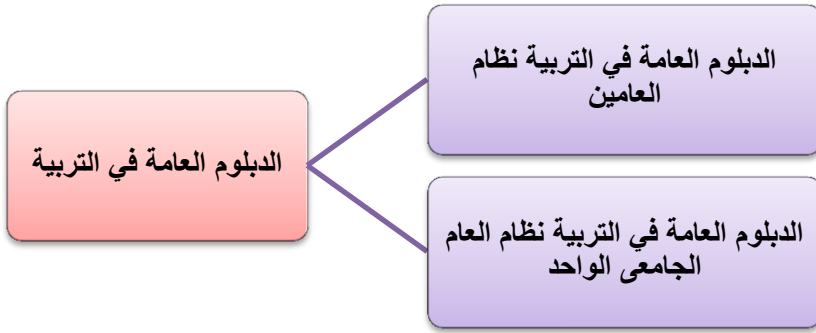 الدبلوم العامة في التربية نظام
العامين
الدبلوم العامة في التربية
الدبلوم العامة في التربية نظام العام
الجامعى الواحد